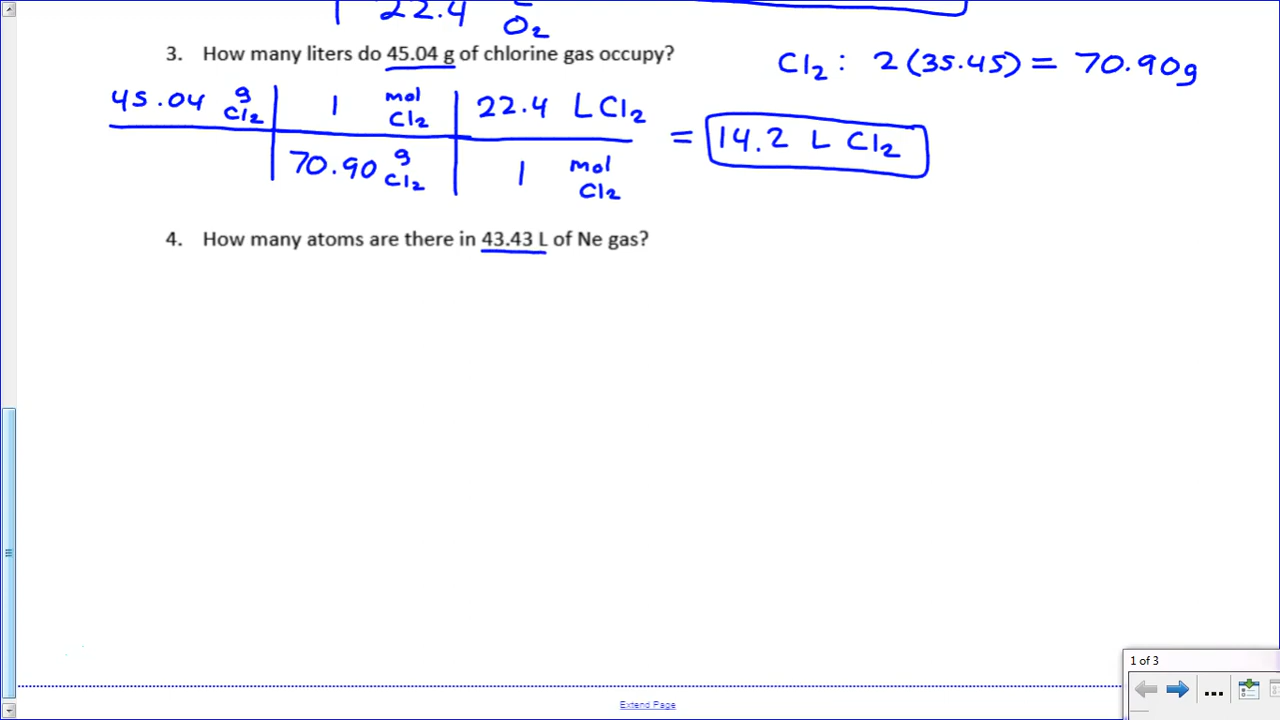 1 22.4 O2
3. How many liters do 45.04 g of chlorine gas occupy?
Cl2 : 2 (35.45) = 70.90g
45.04 g Cl2 1 mol Cl2 22.4 L Cl2
= 14.2 L Cl2
70.90 g Cl2 1 mol Cl2
4. How many atoms are there in 43.43 L of Ne gas?
1 of 3
...
Extend Page